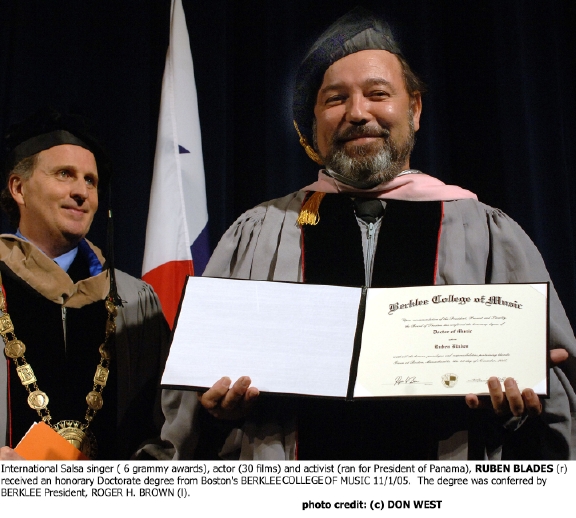 Berklee College of Music
Doctor of Music
Ruben Blades
International Salsa singer ( 6 grammy awards), actor (30 films) and activist (ran for President of Panama), RUBEN BLADES (r)
received an honorary Doctorate degree from Boston's BERKLEE COLLEGE OF MUSIC 11/1/05. The degree was conferred by
BERKLEE President, ROGER H. BROWN (l).
photo credit: (c) DON WEST